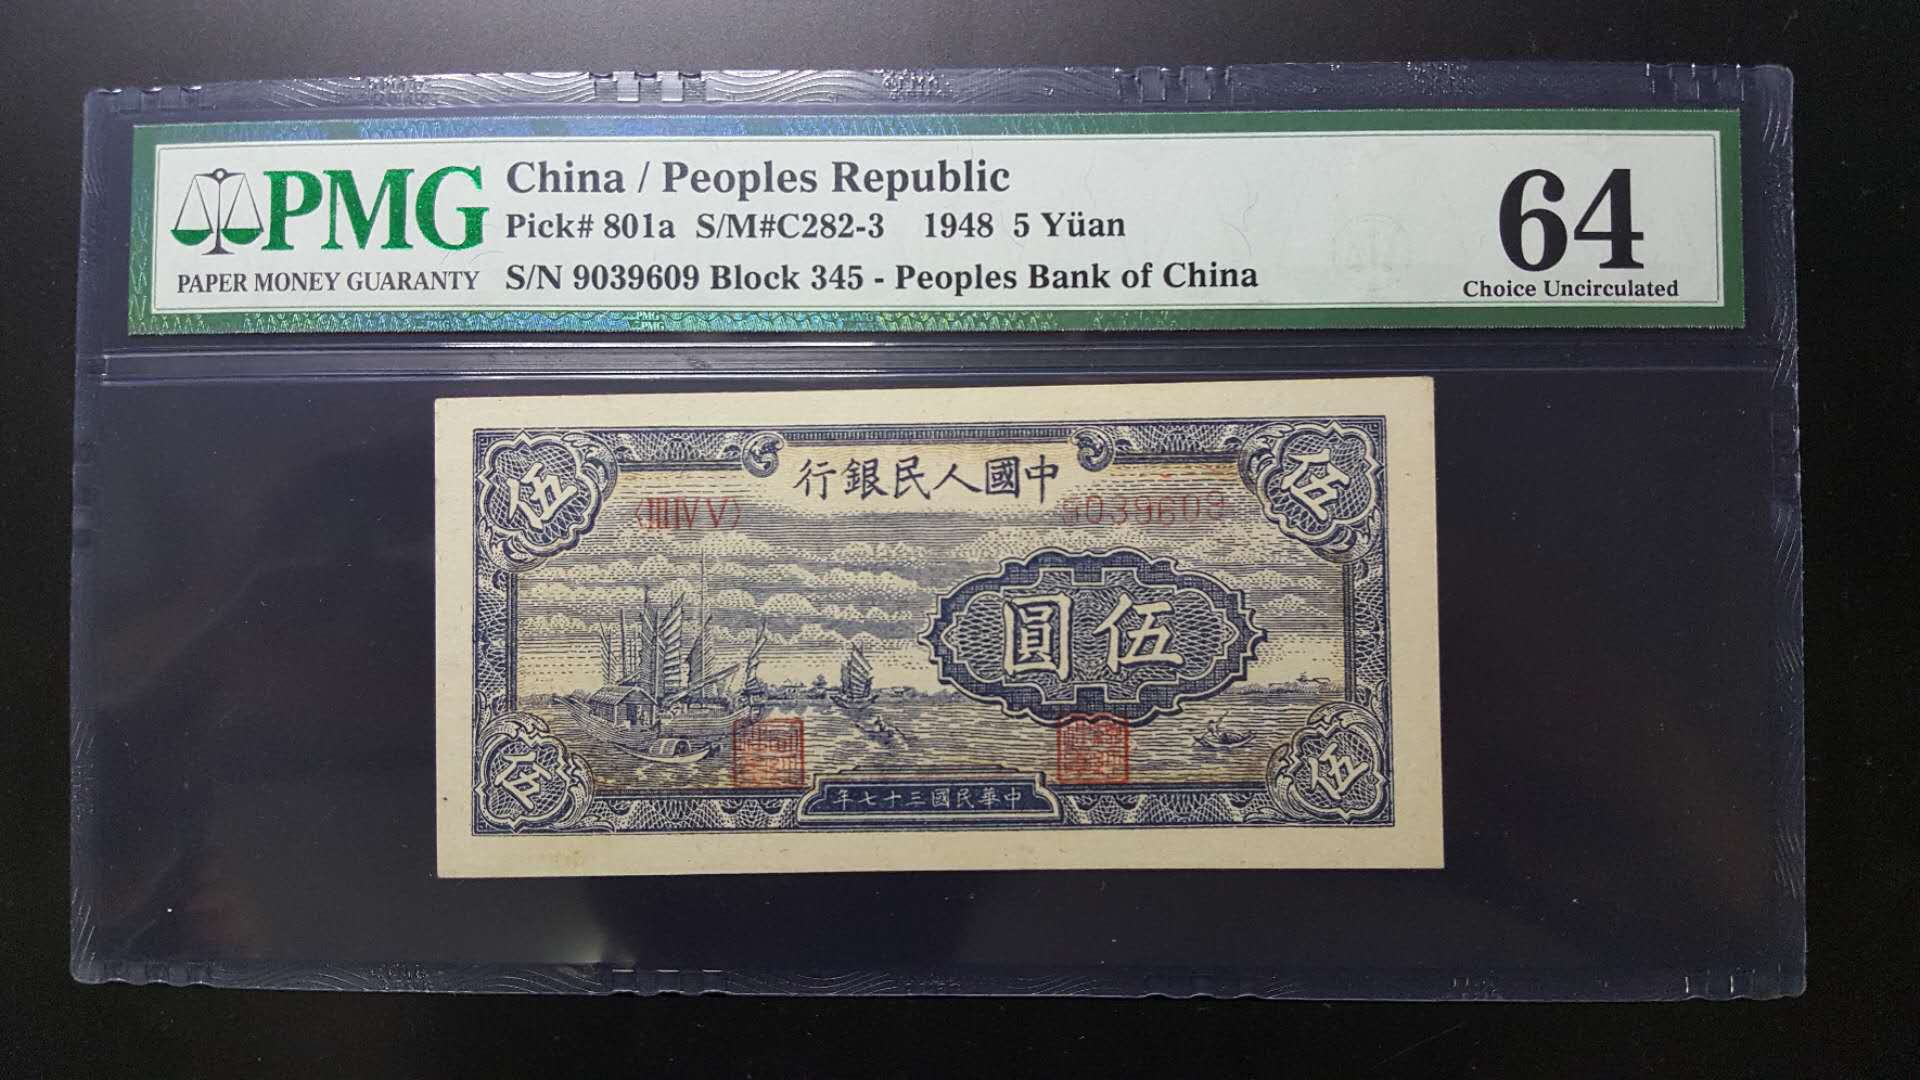 PMG
PAPER MONEY GUARANTY
China / Peoples Republic
Pick# 801a S/M#C282-3 1948 5 Yüan
S/N 9039609 Block 345 - Peoples Bank of China
64
Choice Uncirculated
PMG
伍
行銀民人國中
伍
〈ⅢⅣⅤ〉
9039609
圓伍
伍
年七十三國民華中
伍